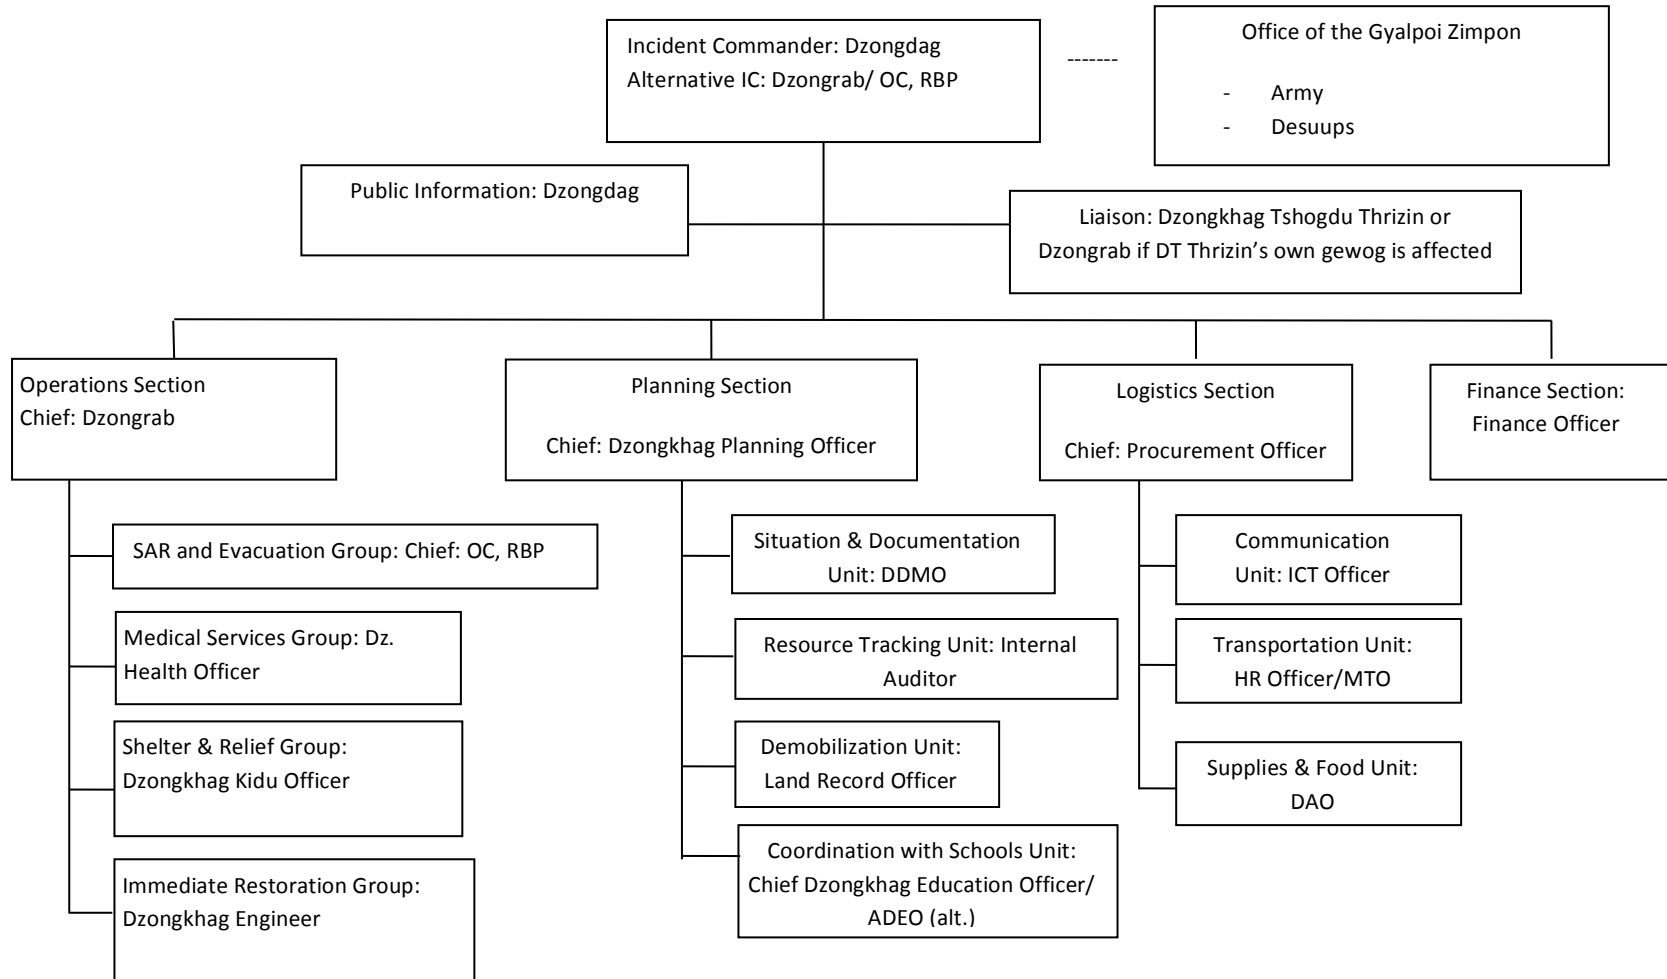 Incident Commander: Dzongdag
Alternative IC: Dzongrab/ OC, RBP
-------
Office of the Gyalpoi Zimpon
- Army
- Desuups
Public Information: Dzongdag
Liaison: Dzongkhag Tshogdu Thrizin or
Dzongrab if DT Thrizin’s own gewog is affected
Operations Section
Chief: Dzongrab
SAR and Evacuation Group: Chief: OC, RBP
Medical Services Group: Dz.
Health Officer
Shelter & Relief Group:
Dzongkhag Kidu Officer
Immediate Restoration Group:
Dzongkhag Engineer
Planning Section
Chief: Dzongkhag Planning Officer
Situation & Documentation
Unit: DDMO
Resource Tracking Unit: Internal
Auditor
Demobilization Unit:
Land Record Officer
Coordination with Schools Unit:
Chief Dzongkhag Education Officer/
ADEO (alt.)
Logistics Section
Chief: Procurement Officer
Communication
Unit: ICT Officer
Transportation Unit:
HR Officer/MTO
Supplies & Food Unit:
DAO
Finance Section:
Finance Officer